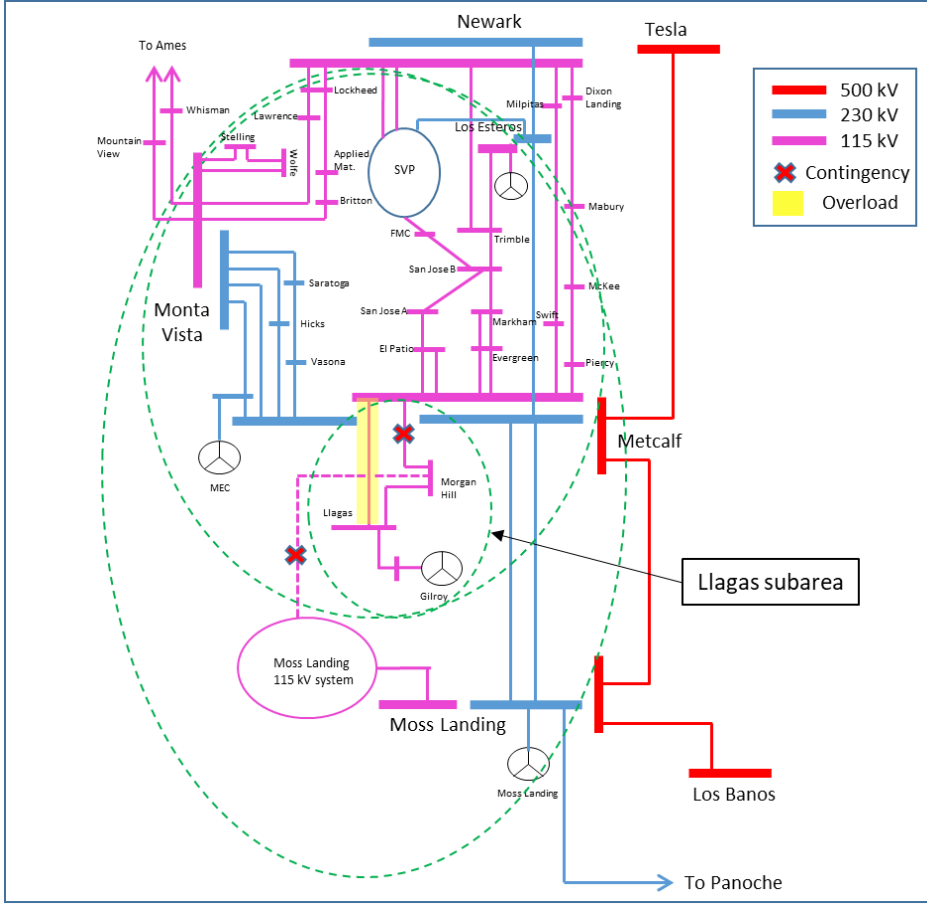 Newark
Tesla
To Ames
500 kV
230 kV
115 kV
Contingency
Overload
Whisman
Mountain
View
Lockheed
Lawrence
Stelling
Wolfe
Applied
Mat.
Britton
SVP
FMC
Los Esteros
Milpitas
Dixon
Landing
Trimble
Mabury
San Jose B
Saratoga
Monta
Vista
Hicks
Vasona
San Jose A
Markham
Swift
McKee
El Patio
Evergreen
Piercy
Metcalf
MEC
Morgan
Hill
Llagas
Gilroy
Llagas subarea
Moss Landing
115 kV system
Moss Landing
Moss Landing
Los Banos
To Panoche